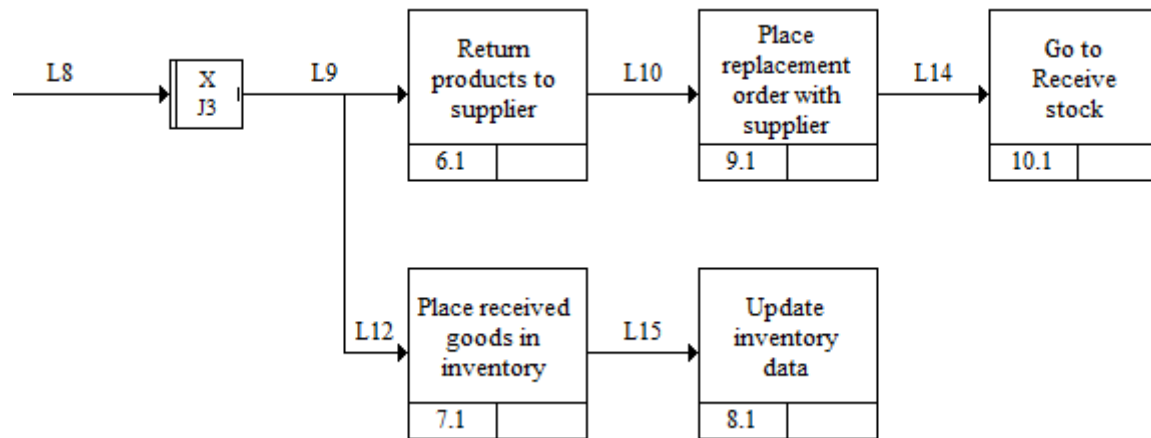 L8
X
J3
L9
Return
products to
supplier
6.1
L10
Place
replacement
order with
supplier
9.1
L14
Go to
Receive
stock
10.1
L12
Place received
goods in
inventory
7.1
L15
Update
inventory
data
8.1